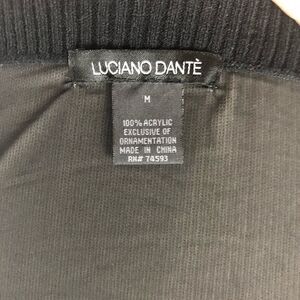 LUCIANO DANTÈ
M
100% ACRYLIC
EXCLUSIVE OF
ORNAMENTATION
MADE IN CHINA
RN# 74593